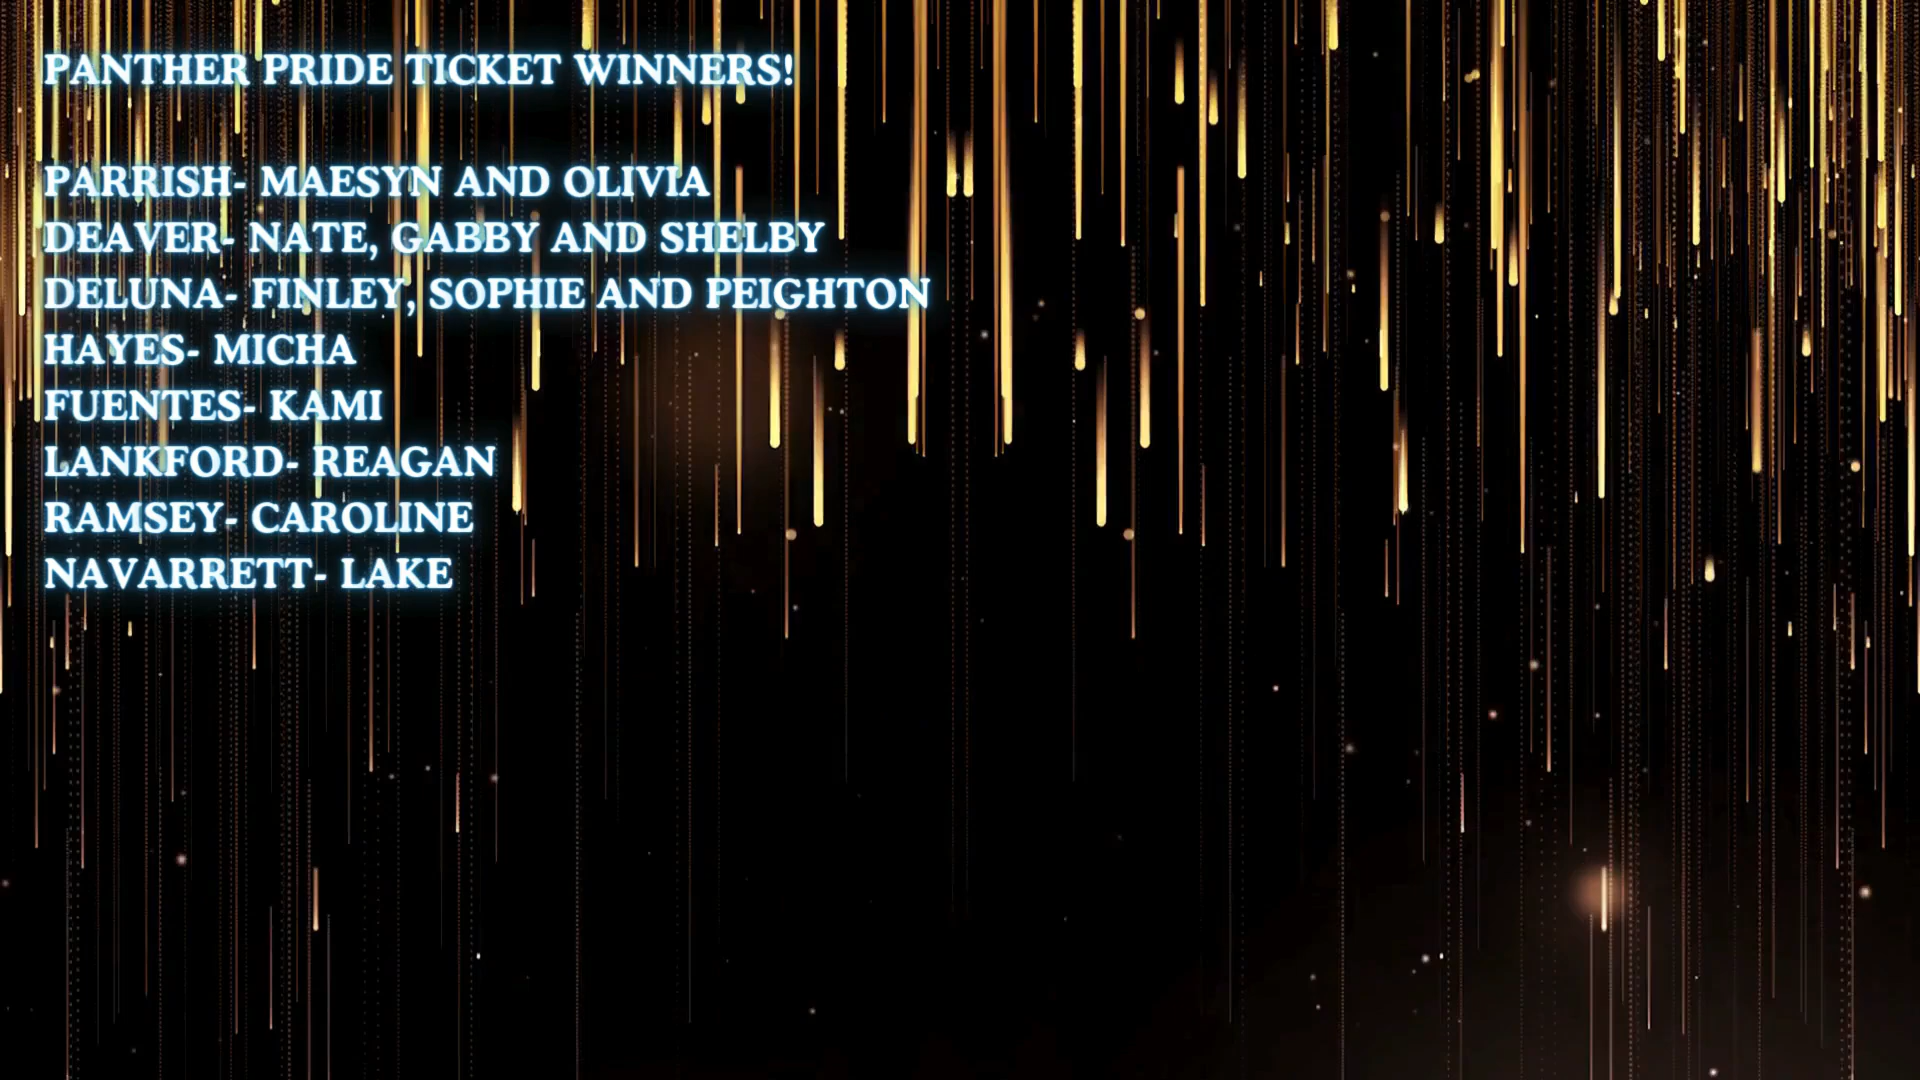 PANTHER PRIDE TICKET WINNERS!
PARRISH- MAESYN AND OLIVIA
DEAVER- NATE, GABBY AND SHELBY
DELUNA- FINLEY, SOPHIE AND PEIGHTON
HAYES- MICHA
FUENTES- KAMI
LANKFORD- REAGAN
RAMSEY- CAROLINE
NAVARRETT- LAKE